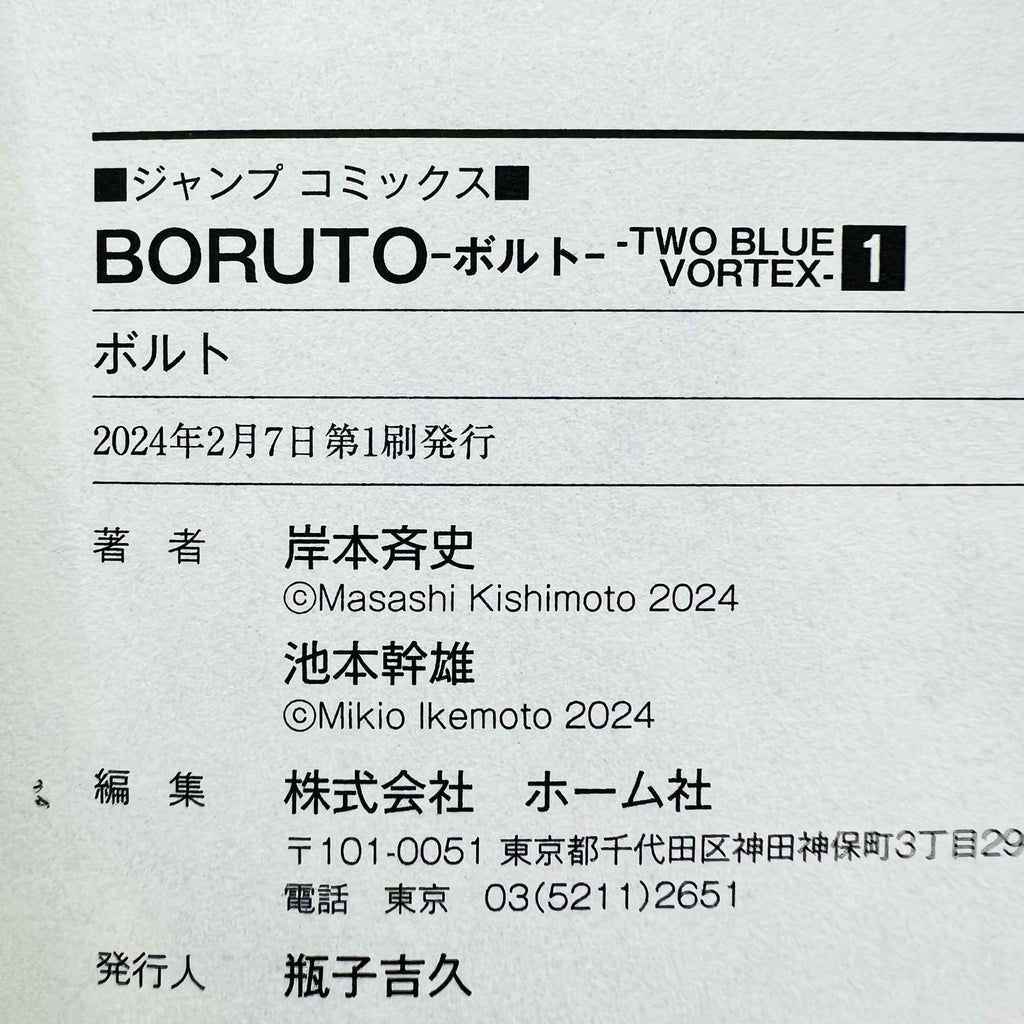 ■ジャンプ コミックス■
BORUTO-ボルト- -TWO BLUE VORTEX- 1
ボルト
2024年2月7日第1刷発行
著 者 岸本斉史
©Masashi Kishimoto 2024
池本幹雄
©Mikio Ikemoto 2024
編 集 株式会社 ホーム社
〒101-0051 東京都千代田区神田神保町3丁目29
電話 東京 03(5211)2651
発行人 瓶子吉久